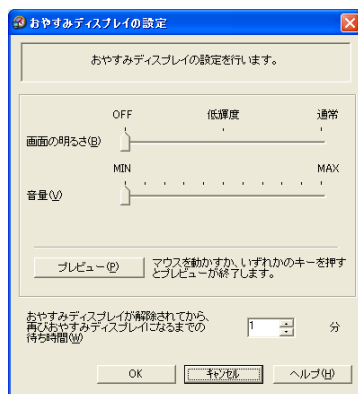 おやすみディスプレイの設定
おやすみディスプレイの設定を行います。
OFF 低輝度 通常
画面の明るさ(B)
MIN MAX
音量(V)
プレビュー(P) マウスを動かすか、いずれかのキーを押す
とプレビューが終了します。
おやすみディスプレイが解除されてから、
再びおやすみディスプレイになるまでの
待ち時間(W) 1 分
OK キャンセル ヘルプ(H)